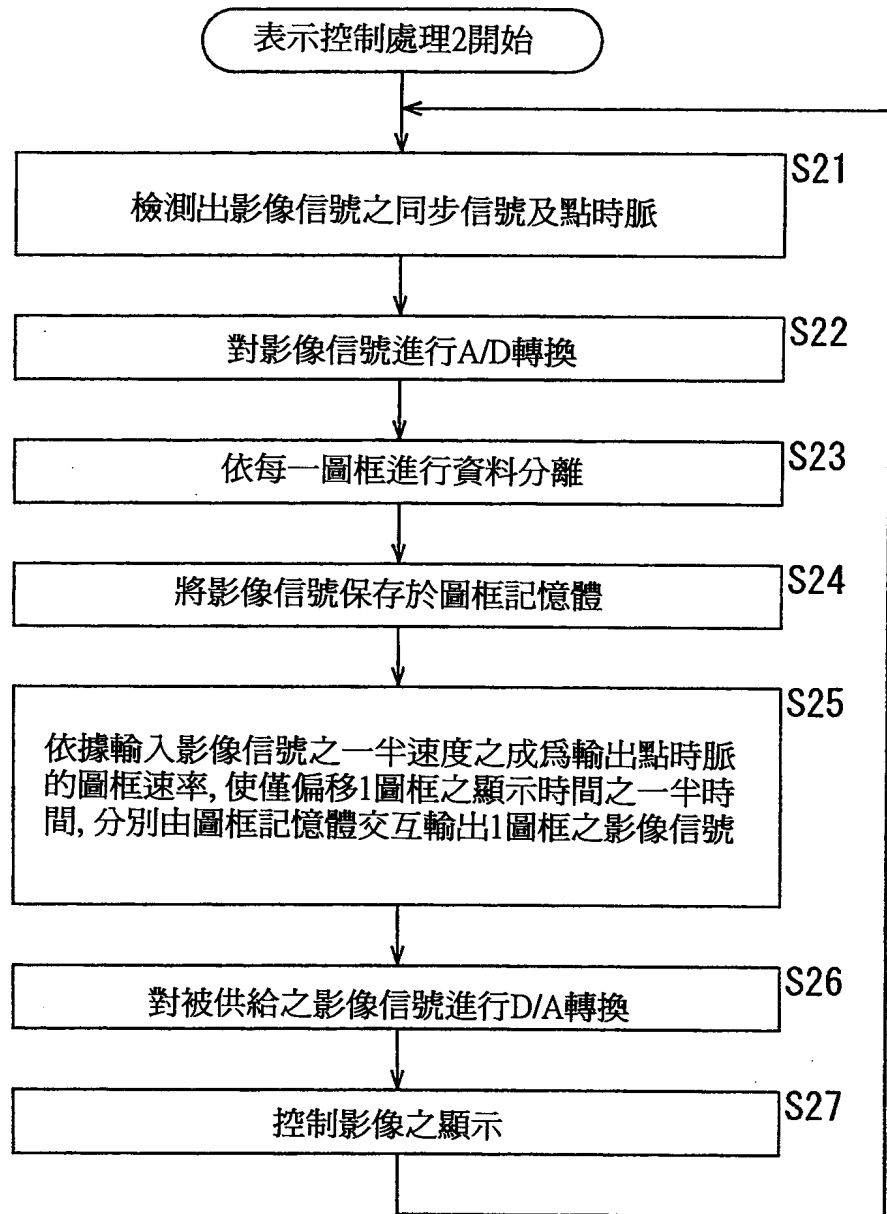 表示控制處理2開始
S21
檢測出影像信號之同步信號及點時脈
S22
對影像信號進行A/D轉換
S23
依每一圖框進行資料分離
S24
將影像信號保存於圖框記憶體
S25
依據輸入影像信號之一半速度之成爲輸出點時脈
的圖框速率, 使僅偏移1圖框之顯示時間之一半時
間, 分別由圖框記憶體交互輸出1圖框之影像信號
S26
對被供給之影像信號進行D/A轉換
S27
控制影像之顯示